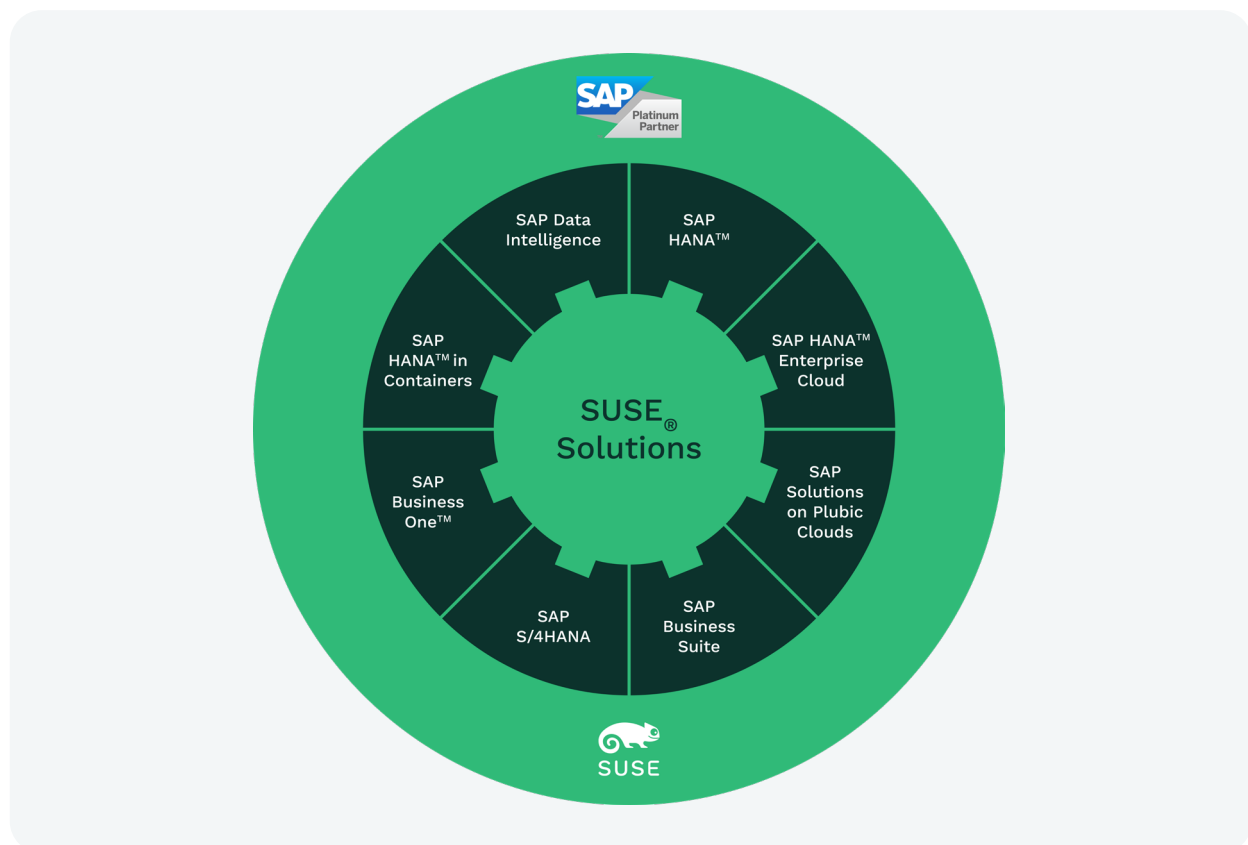 SAP
Platinum
Partner
SAP Data
Intelligence
SAP
HANA™
SAP
HANA™ in
Containers
SAP HANA™
Enterprise
Cloud
SUSE®
Solutions
SAP
Business
One™
SAP
Solutions
on Plubic
Clouds
SAP
S/4HANA
SAP
Business
Suite
SUSE